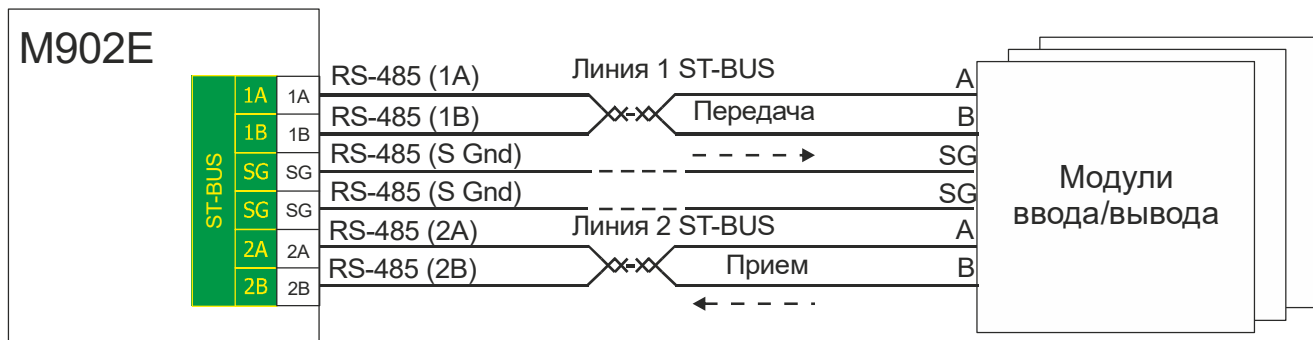 M902E
ST-BUS
1A 1A RS-485 (1A) Линия 1 ST-BUS A
1B 1B RS-485 (1B) Передача B
SG SG RS-485 (S Gnd) SG
SG SG RS-485 (S Gnd) SG
2A 2A RS-485 (2A) Линия 2 ST-BUS A
2B 2B RS-485 (2B) Прием B
Модули
ввода/вывода